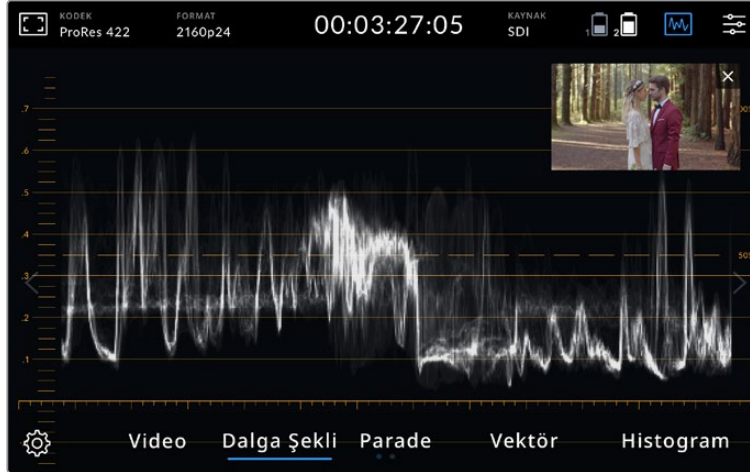 KODEK
ProRes 422
FORMAT
2160p24
00:03:27:05
KAYNAK
SDI
1
2
.7
.6
.5
.4
.3
.2
.1
50%
Video Dalga Şekli Parade Vektör Histogram